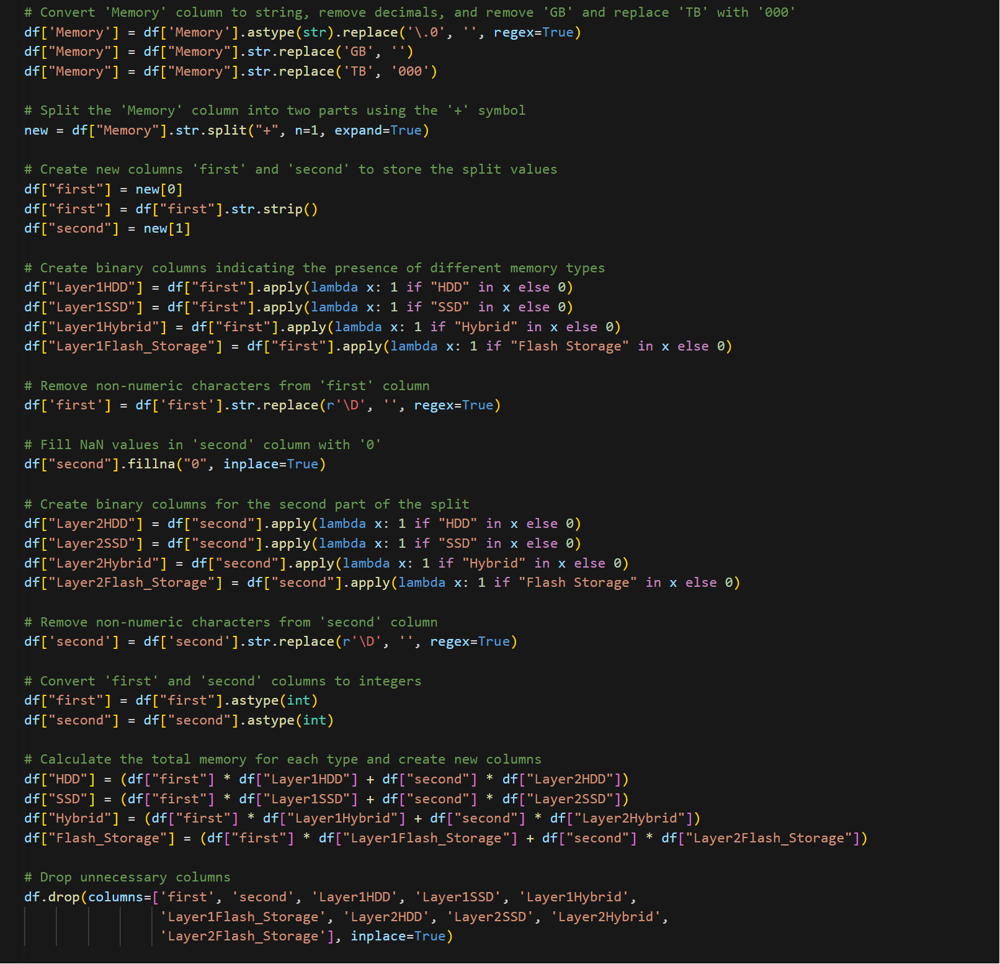 # Convert 'Memory' column to string, remove decimals, and remove 'GB' and replace 'TB' with '000'
df['Memory'] = df['Memory'].astype(str).replace('\.0', '', regex=True)
df["Memory"] = df["Memory"].str.replace('GB', '')
df["Memory"] = df["Memory"].str.replace('TB', '000')

# Split the 'Memory' column into two parts using the '+' symbol
new = df["Memory"].str.split("+", n=1, expand=True)

# Create new columns 'first' and 'second' to store the split values
df["first"] = new[0]
df["first"] = df["first"].str.strip()
df["second"] = new[1]

# Create binary columns indicating the presence of different memory types
df["Layer1HDD"] = df["first"].apply(lambda x: 1 if "HDD" in x else 0)
df["Layer1SSD"] = df["first"].apply(lambda x: 1 if "SSD" in x else 0)
df["Layer1Hybrid"] = df["first"].apply(lambda x: 1 if "Hybrid" in x else 0)
df["Layer1Flash_Storage"] = df["first"].apply(lambda x: 1 if "Flash Storage" in x else 0)

# Remove non-numeric characters from 'first' column
df['first'] = df['first'].str.replace(r'\D', '', regex=True)

# Fill NaN values in 'second' column with '0'
df["second"].fillna("0", inplace=True)

# Create binary columns for the second part of the split
df["Layer2HDD"] = df["second"].apply(lambda x: 1 if "HDD" in x else 0)
df["Layer2SSD"] = df["second"].apply(lambda x: 1 if "SSD" in x else 0)
df["Layer2Hybrid"] = df["second"].apply(lambda x: 1 if "Hybrid" in x else 0)
df["Layer2Flash_Storage"] = df["second"].apply(lambda x: 1 if "Flash Storage" in x else 0)

# Remove non-numeric characters from 'second' column
df['second'] = df['second'].str.replace(r'\D', '', regex=True)

# Convert 'first' and 'second' columns to integers
df["first"] = df["first"].astype(int)
df["second"] = df["second"].astype(int)

# Calculate the total memory for each type and create new columns
df["HDD"] = (df["first"] * df["Layer1HDD"] + df["second"] * df["Layer2HDD"])
df["SSD"] = (df["first"] * df["Layer1SSD"] + df["second"] * df["Layer2SSD"])
df["Hybrid"] = (df["first"] * df["Layer1Hybrid"] + df["second"] * df["Layer2Hybrid"])
df["Flash_Storage"] = (df["first"] * df["Layer1Flash_Storage"] + df["second"] * df["Layer2Flash_Storage"])

# Drop unnecessary columns
df.drop(columns=['first', 'second', 'Layer1HDD', 'Layer1SSD', 'Layer1Hybrid',
                 'Layer1Flash_Storage', 'Layer2HDD', 'Layer2SSD', 'Layer2Hybrid',
                 'Layer2Flash_Storage'], inplace=True)